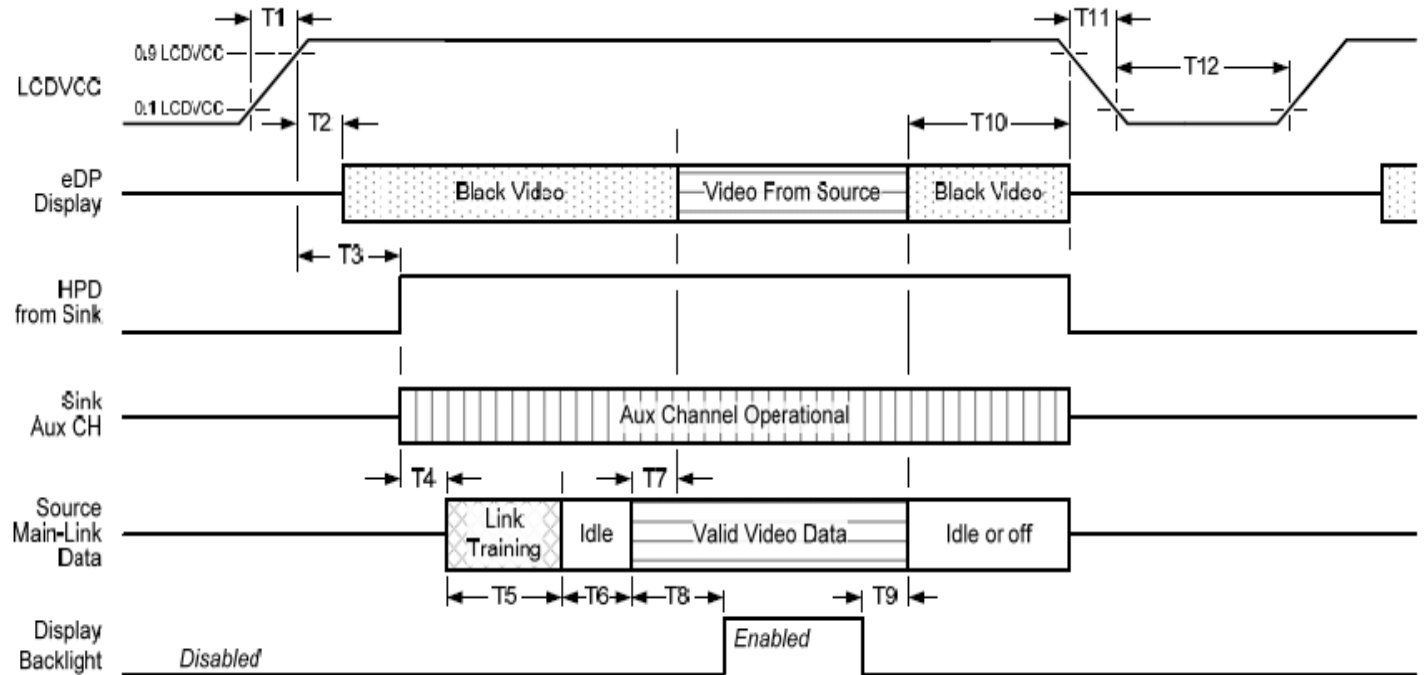 T1
T11
0.9 LCDVCC
T12
LCDVCC
0.1 LCDVCC
T2
T10
eDP
Display
Black Video
Video From Source
Black Video
T3
HPD
from Sink
Sink
Aux CH
Aux Channel Operational
T4
T7
Source
Main-Link
Data
Link
Training
Idle
Valid Video Data
Idle or off
T5
T6
T8
T9
Display
Backlight
Disabled
Enabled